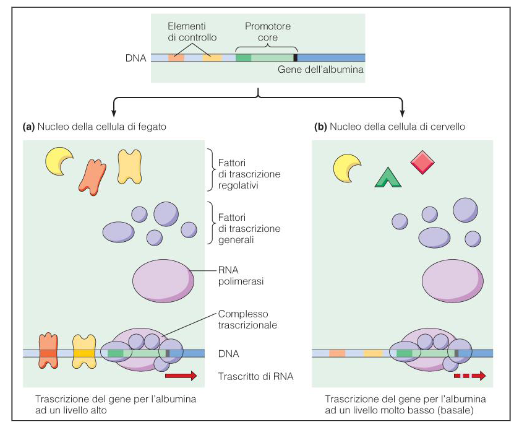 Elementi
di controllo
Promotore
core
DNA
Gene dell'albumina
(a) Nucleo della cellula di fegato
(b) Nucleo della cellula di cervello
Fattori
di trascrizione
regolativi
Fattori
di trascrizione
generali
RNA
polimerasi
Complesso
trascrizionale
DNA
Trascritto di RNA
Trascrizione del gene per l'albumina
ad un livello alto
Trascrizione del gene per l'albumina
ad un livello molto basso (basale)